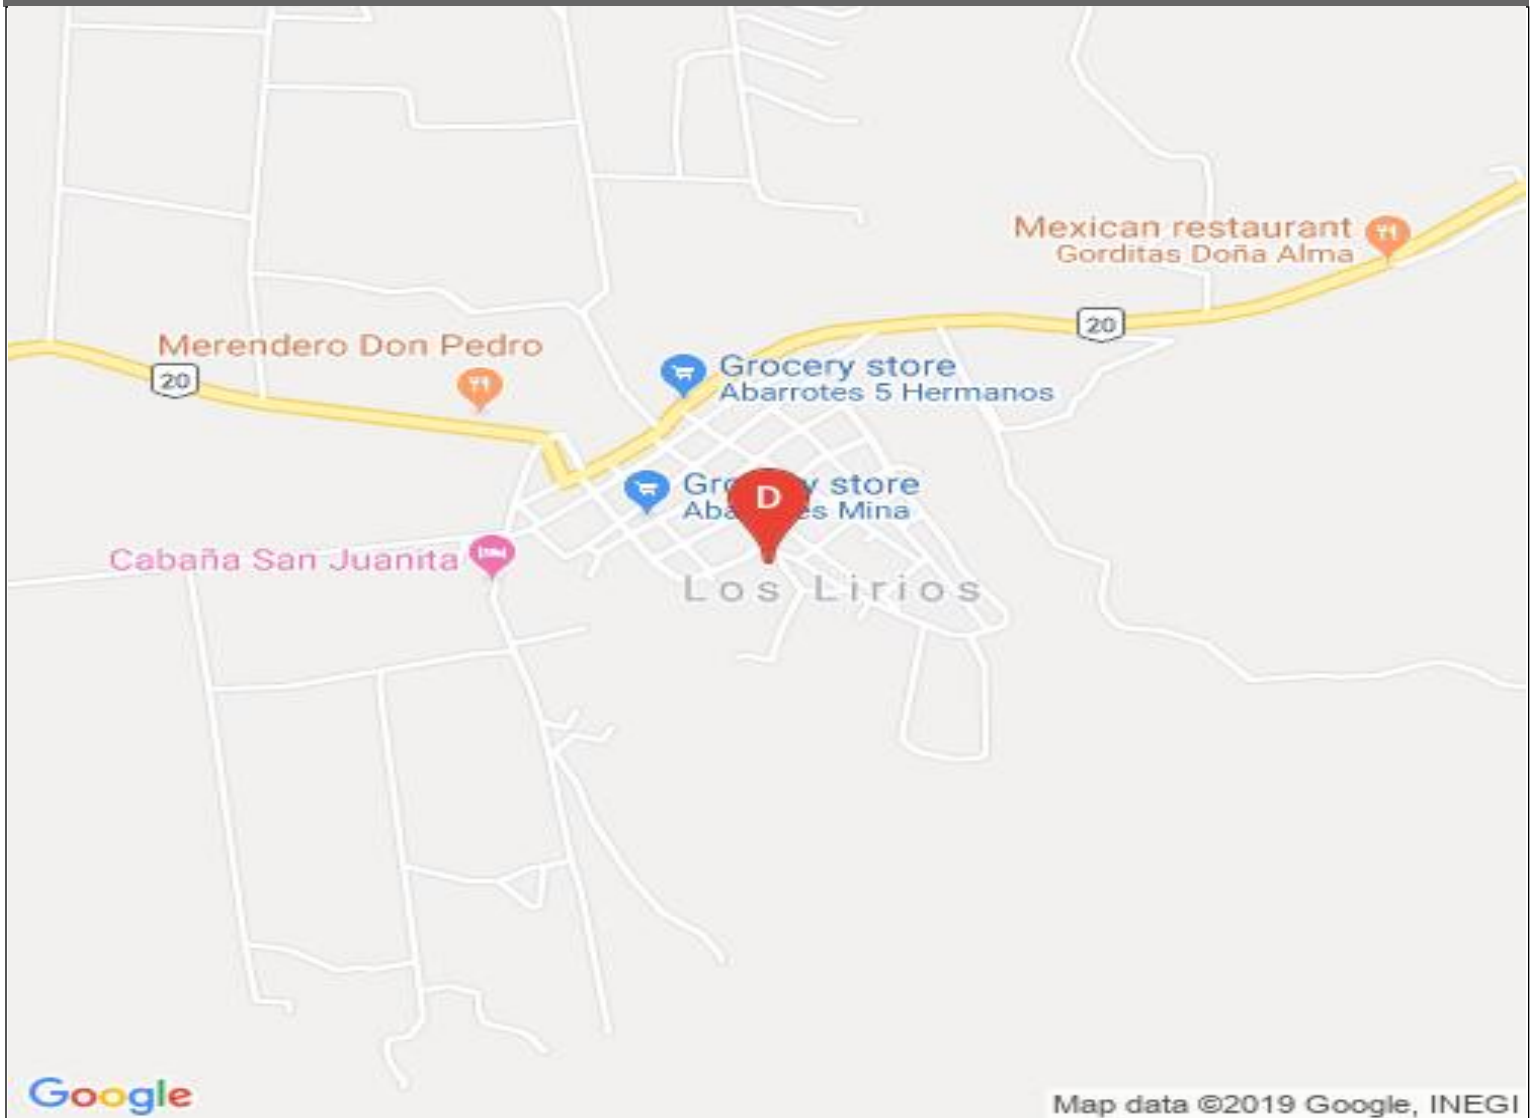 Mexican restaurant
Gorditas Doña Alma
20
Merendero Don Pedro
20
Grocery store
Abarrotes 5 Hermanos
store
Mina
D
Cabaña San Juanita
Los Lirios
Google
Map data ©2019 Google, INEGI